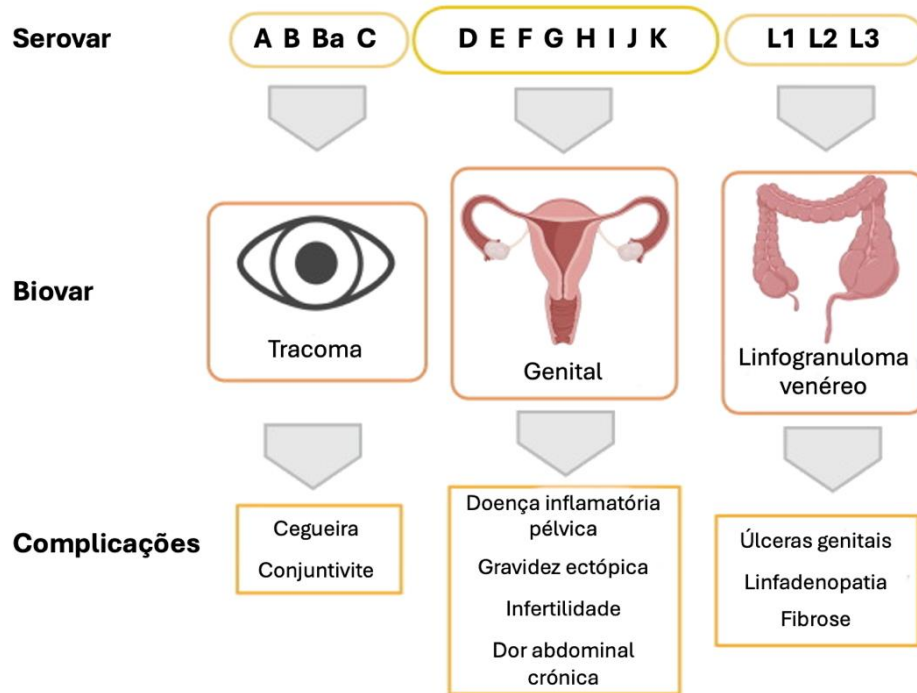 Serovar
A B Ba C
D E F G H I J K
L1 L2 L3
Biovar
Tracoma
Genital
Linfogranuloma
venéreo
Complicações
Cegueira
Conjuntivite
Doença inflamatória
pélvica
Gravidez ectópica
Infertilidade
Dor abdominal
crónica
Úlceras genitais
Linfadenopatia
Fibrose